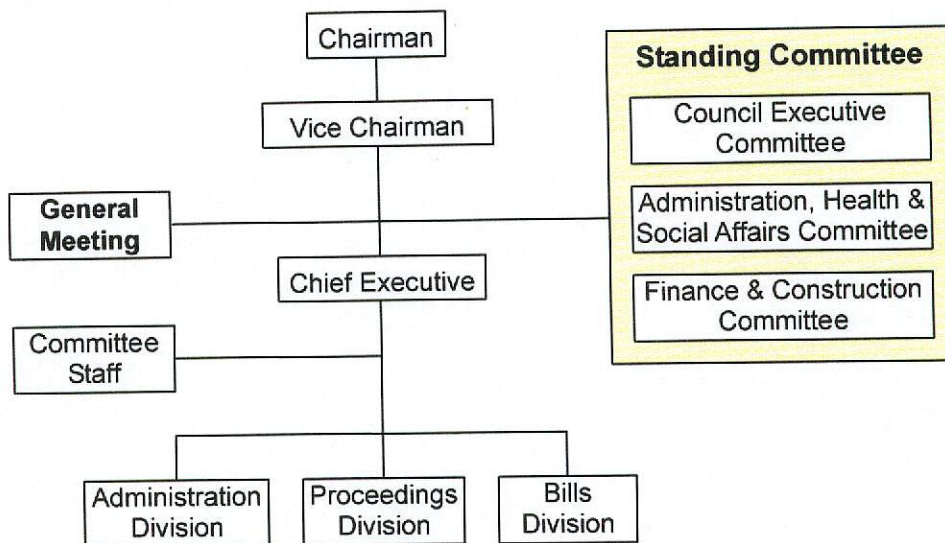 Chairman
Vice Chairman
General
Meeting
Chief Executive
Committee
Staff
Administration
Division
Proceedings
Division
Bills
Division
Standing Committee
Council Executive
Committee
Administration, Health &
Social Affairs Committee
Finance & Construction
Committee